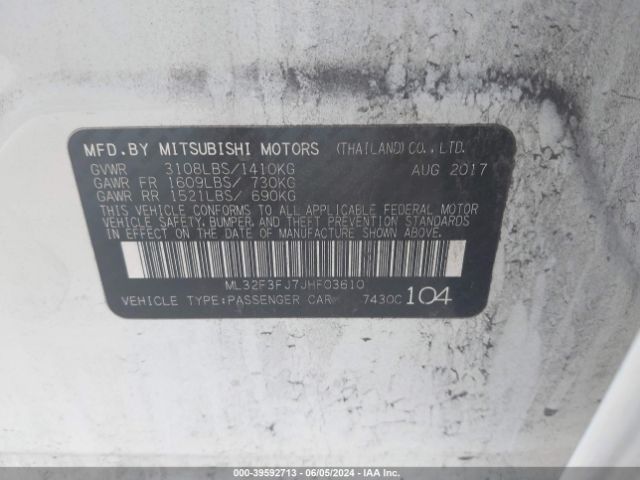 MFD.BY MITSUBISHI MOTORS (THAILAND)CO.,LTD.
GVWR 3108LBS/1410KG AUG 2017
GAWR FR 1609LBS/ 730KG
GAWR RR 1521LBS/ 690KG
THIS VEHICLE CONFORMS TO ALL APPLICABLE FEDERAL MOTOR
VEHICLE SAFETY,BUMPER,AND THEFT PREVENTION STANDARDS
IN EFFECT ON THE DATE OF MANUFACTURE SHOWN ABOVE.
ML32F3FJ7JHF03610
VEHICLE TYPE:PASSENGER CAR 7430C 104
000-39592713 - 06/05/2024 - IAA Inc.